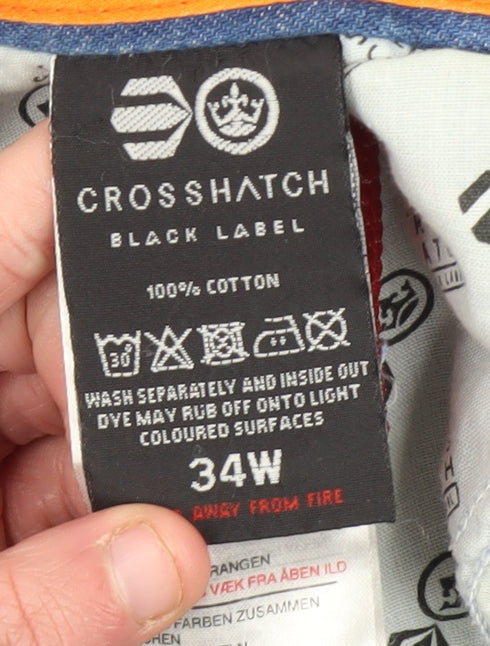 CROSSHATCH
BLACK LABEL
100% COTTON
30°
WASH SEPARATELY AND INSIDE OUT
DYE MAY RUB OFF ONTO LIGHT
COLOURED SURFACES
34W
AWAY FROM FIRE
RANGEN
VÆK FRA ÅBEN ILD
FARBEN ZUSAMMEN